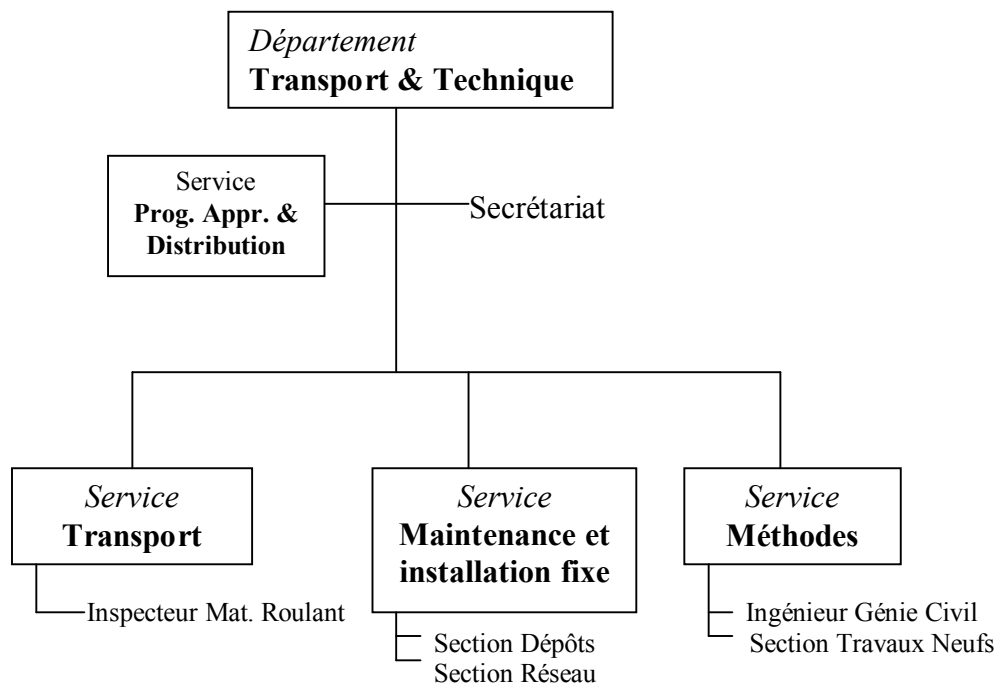 Département
Transport & Technique
Service
Prog. Appr. &
Distribution
Secrétariat
Service
Transport
Inspecteur Mat. Roulant
Service
Maintenance et
installation fixe
Section Dépôts
Section Réseau
Service
Méthodes
Ingénieur Génie Civil
Section Travaux Neufs